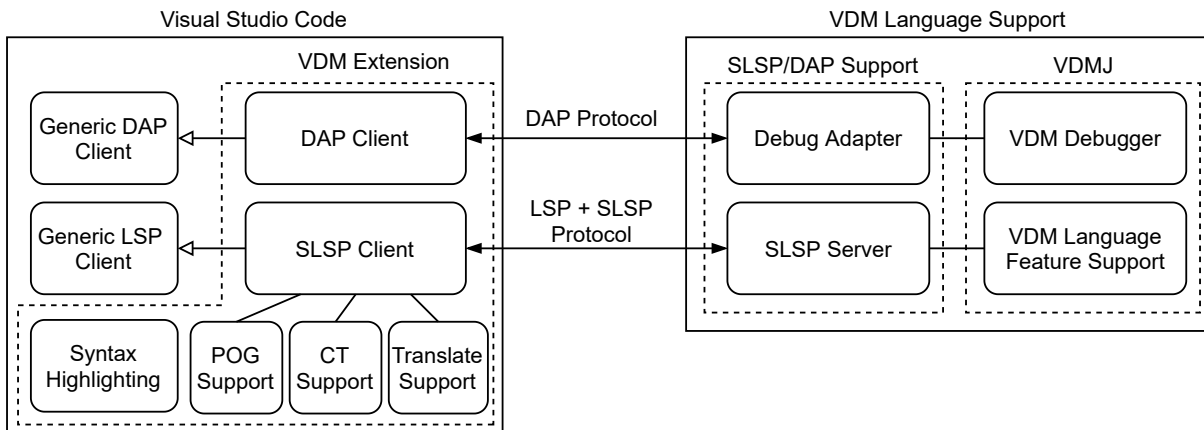 Visual Studio Code
VDM Language Support
VDM Extension
SLSP/DAP Support
VDMJ
Generic DAP
Client
DAP Client
DAP Protocol
Debug Adapter
VDM Debugger
Generic LSP
Client
SLSP Client
LSP + SLSP
Protocol
SLSP Server
VDM Language
Feature Support
Syntax
Highlighting
POG
Support
CT
Support
Translate
Support